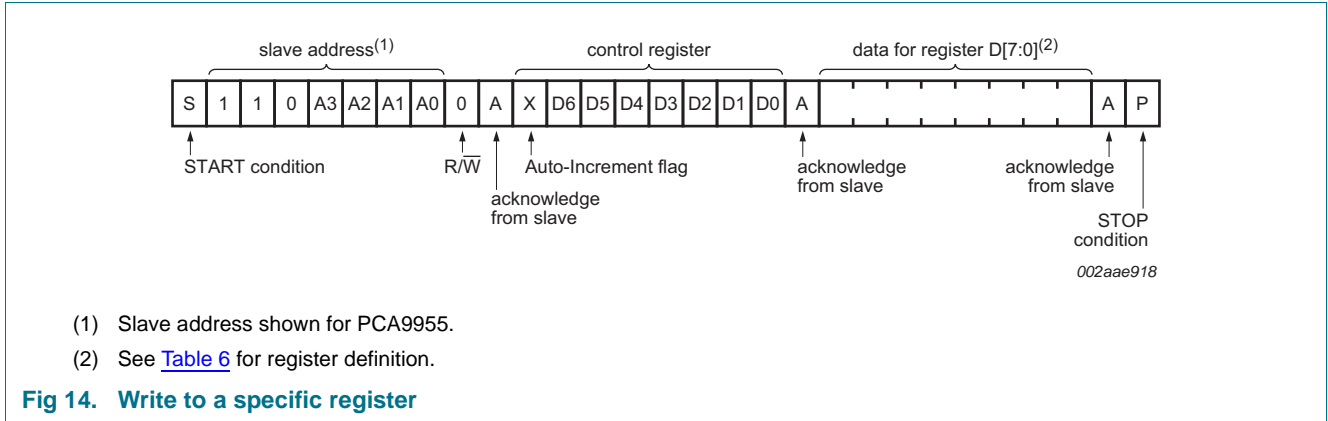 slave address(1) control register data for register D[7:0](2)
S 1 1 0 A3 A2 A1 A0 0 A X D6 D5 D4 D3 D2 D1 D0 A A P
START condition R/W̅ Auto-Increment flag acknowledge from slave acknowledge from slave
acknowledge from slave
STOP condition
002aae918
(1) Slave address shown for PCA9955.
(2) See Table 6 for register definition.
Fig 14. Write to a specific register